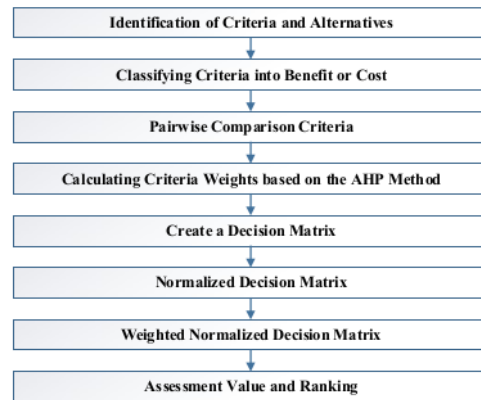 Identification of Criteria and Alternatives
Classifying Criteria into Benefit or Cost
Pairwise Comparison Criteria
Calculating Criteria Weights based on the AHP Method
Create a Decision Matrix
Normalized Decision Matrix
Weighted Normalized Decision Matrix
Assessment Value and Ranking